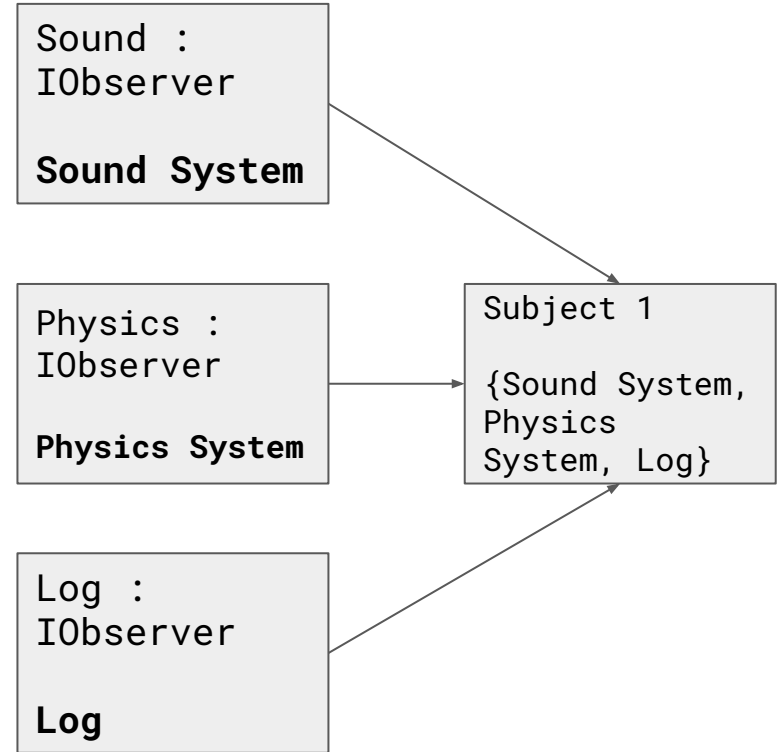 Sound :
IObserver
Sound System
Physics :
IObserver
Physics System
Log :
IObserver
Log
Subject 1
{Sound System,
Physics
System, Log}